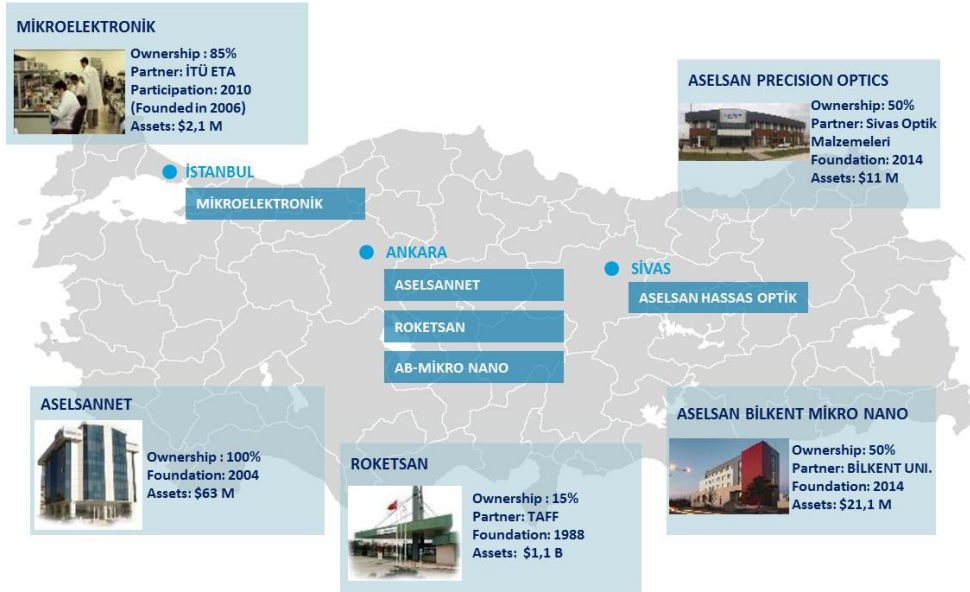 MİKROELEKTRONİK
Ownership : 85%
Partner: İTÜ ETA
Participation: 2010
(Founded in 2006)
Assets: $2,1 M
ASELSAN PRECISION OPTICS
Ownership: 50%
Partner: Sivas Optik
Malzemeleri
Foundation: 2014
Assets: $11 M
İSTANBUL
MİKROELEKTRONİK
ANKARA
ASELSANNET
ROKETSAN
AB-MİKRO NANO
SİVAS
ASELSAN HASSAS OPTİK
ASELSANNET
Ownership : 100%
Foundation: 2004
Assets: $63 M
ROKETSAN
Ownership : 15%
Partner: TAFF
Foundation: 1988
Assets:  $1,1 B
ASELSAN BİLKENT MİKRO NANO
Ownership: 50%
Partner: BİLKENT UNI.
Foundation: 2014
Assets: $21,1 M